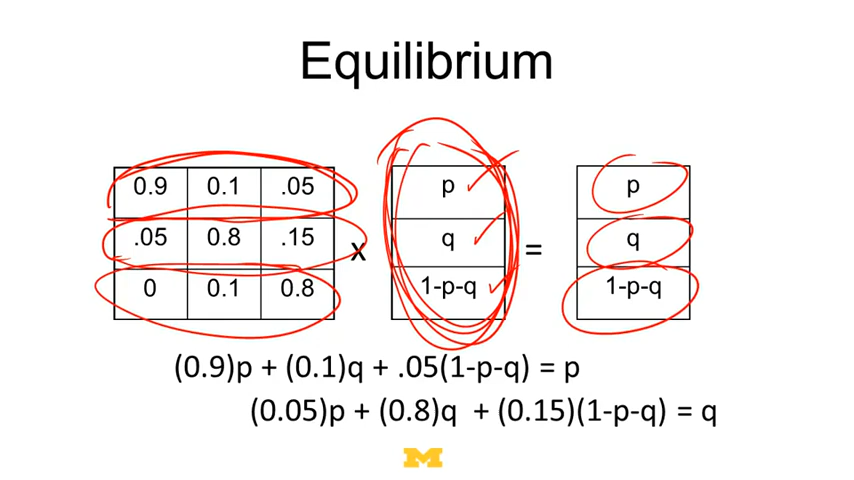 Equilibrium
0.9 0.1 .05 p p
.05 0.8 .15 x q = q
0 0.1 0.8 1-p-q 1-p-q
(0.9)p + (0.1)q + .05(1-p-q) = p
(0.05)p + (0.8)q + (0.15)(1-p-q) = q
M